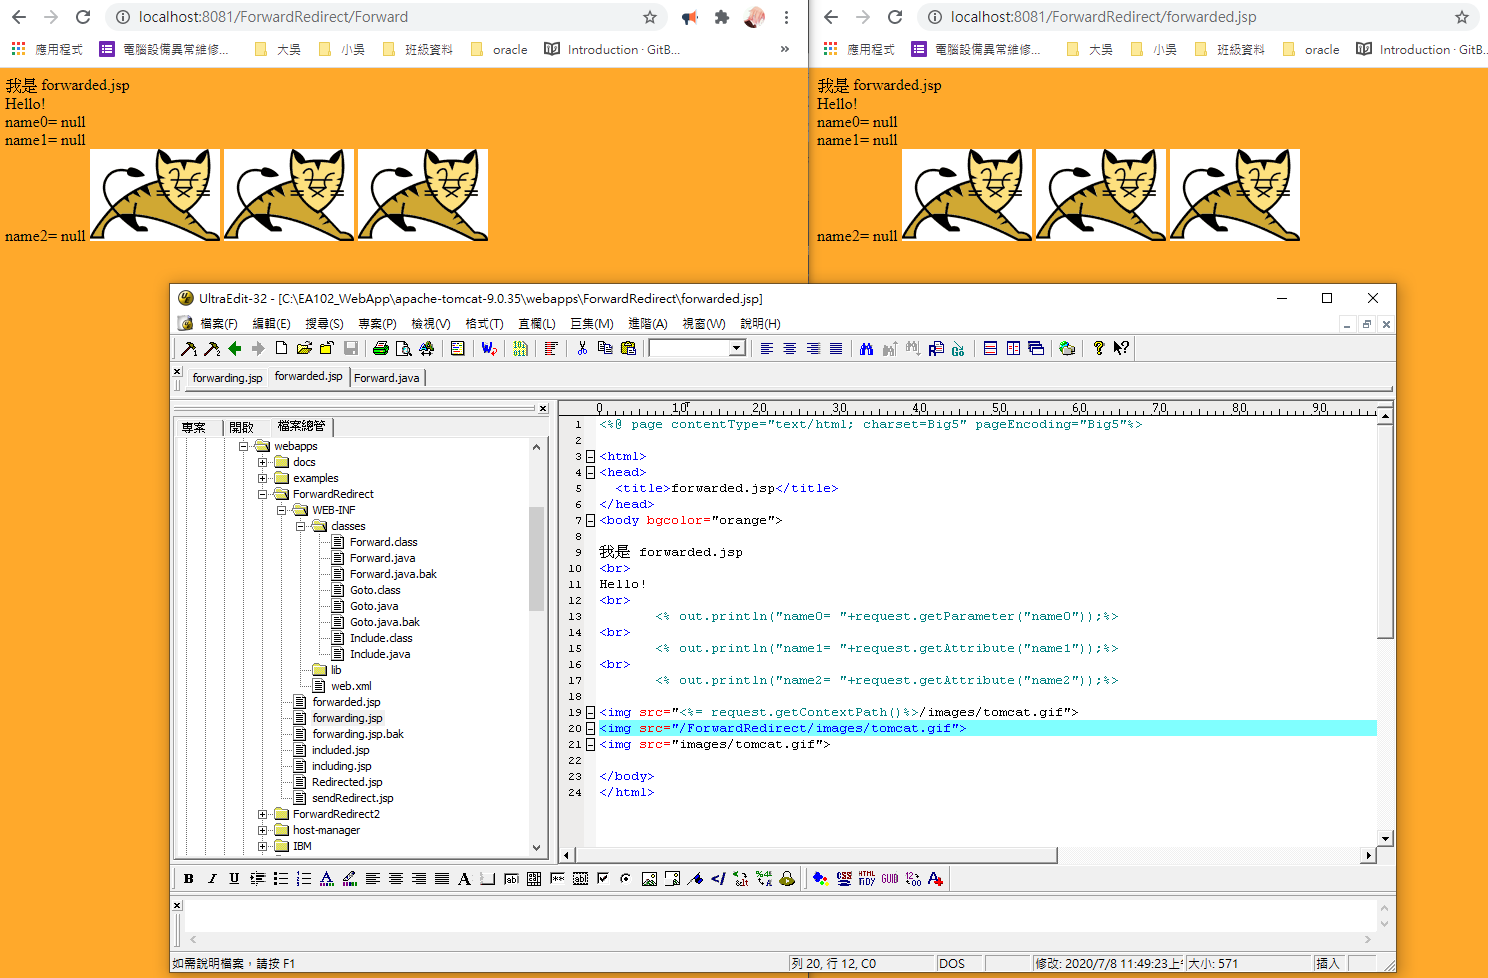 localhost:8081/ForwardRedirect/Forward
應用程式 電腦設備異常維修... 大吳 小吳 班級資料 oracle Introduction · GitB... »
我是 forwarded.jsp
Hello!
name0= null
name1= null
name2= null
localhost:8081/ForwardRedirect/forwarded.jsp
應用程式 電腦設備異常維修... 大吳 小吳 班級資料 oracle Introduction · GitB...
我是 forwarded.jsp
Hello!
name0= null
name1= null
name2= null
UltraEdit-32 - [C:\EA102_WebApp\apache-tomcat-9.0.35\webapps\ForwardRedirect\forwarded.jsp]
檔案(F) 編輯(E) 搜尋(S) 專案(P) 檢視(V) 格式(T) 直欄(L) 巨集(M) 進階(A) 視窗(W) 說明(H)
forwarding.jsp forwarded.jsp Forward.java
專案 開啟 檔案總管
webapps
docs
examples
ForwardRedirect
WEB-INF
classes
Forward.class
Forward.java
Forward.java.bak
Goto.class
Goto.java
Goto.java.bak
Include.class
Include.java
lib
web.xml
forwarded.jsp
forwarding.jsp
forwarding.jsp.bak
included.jsp
including.jsp
Redirected.jsp
sendRedirect.jsp
ForwardRedirect2
host-manager
IBM
0 10 20 30 40 50 60 70 80 90
1 <%@ page contentType="text/html; charset=Big5" pageEncoding="Big5"%>
2
3 <html>
4 <head>
5 <title>forwarded.jsp</title>
6 </head>
7 <body bgcolor="orange">
8
9 我是 forwarded.jsp
10 <br>
11 Hello!
12 <br>
13 <% out.println("name0= "+request.getParameter("name0"));%>
14 <br>
15 <% out.println("name1= "+request.getAttribute("name1"));%>
16 <br>
17 <% out.println("name2= "+request.getAttribute("name2"));%>
18
19 <img src="<%= request.getContextPath()%>/images/tomcat.gif">
20 <img src="/ForwardRedirect/images/tomcat.gif">
21 <img src="images/tomcat.gif">
22
23 </body>
24 </html>
B I U A A HTML TIDY GUID
如需說明檔案，請按 F1 列 20, 行 12, C0 DOS 修改: 2020/7/8 11:49:23上 大小: 571 插入